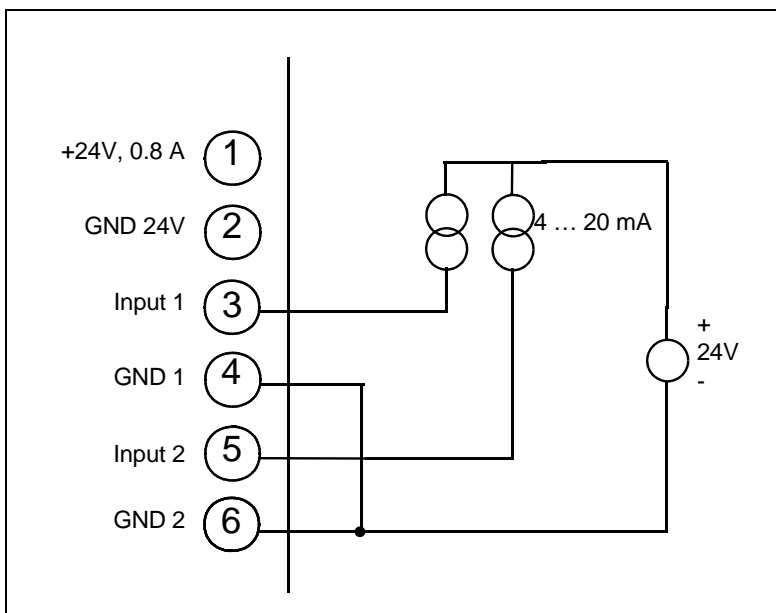 +24V, 0.8 A
1
GND 24V
2
Input 1
3
GND 1
4
Input 2
5
GND 2
6
4 … 20 mA
+
24V
-